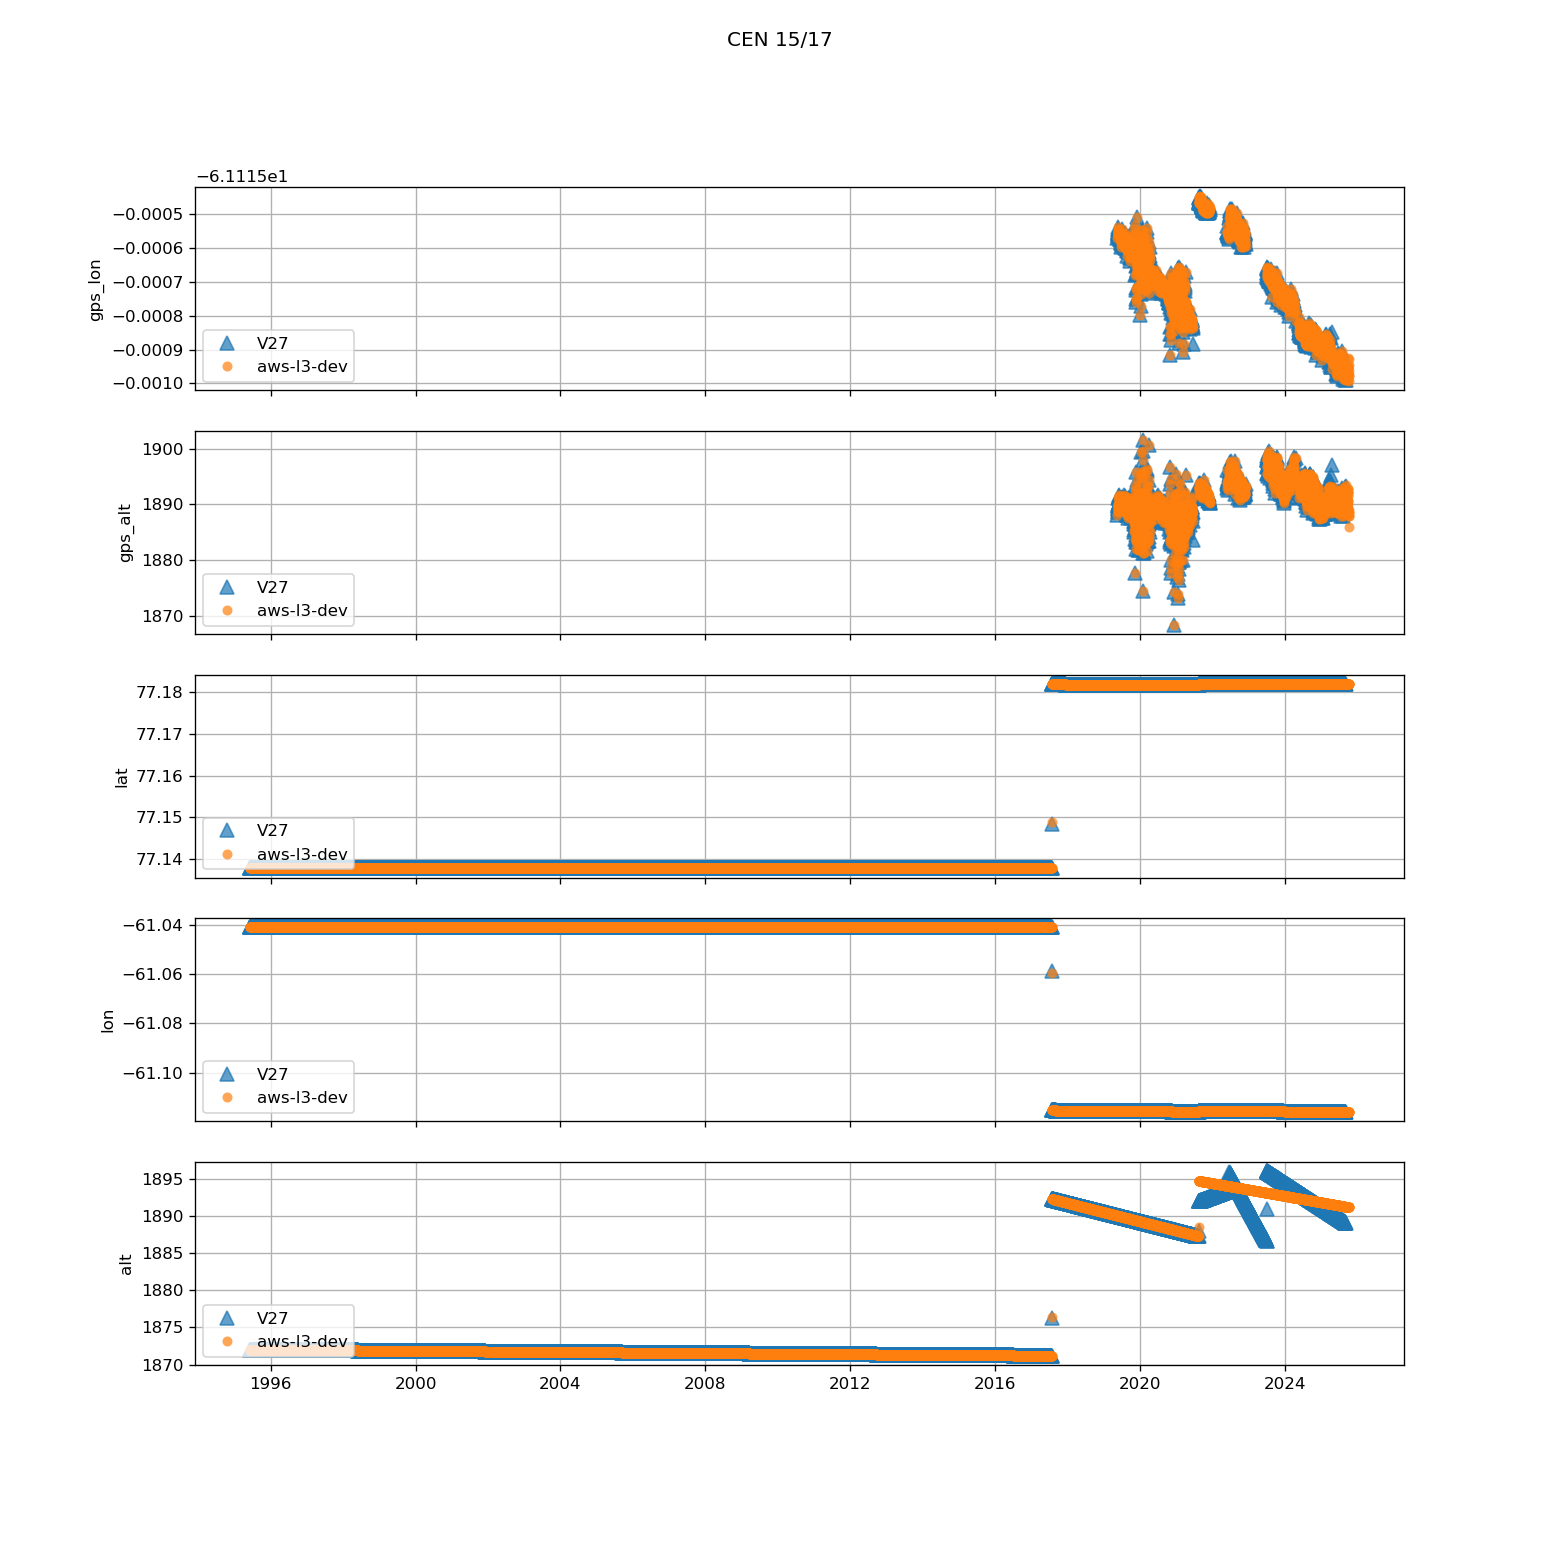 CEN 15/17
−6.1115e1
−0.0005
−0.0006
−0.0007
−0.0008
−0.0009
−0.0010
gps_lon
V27
aws-l3-dev
1900
1890
1880
1870
gps_alt
V27
aws-l3-dev
77.18
77.17
77.16
77.15
77.14
lat
V27
aws-l3-dev
−61.04
−61.06
−61.08
−61.10
lon
V27
aws-l3-dev
1895
1890
1885
1880
1875
1870
alt
V27
aws-l3-dev
1996 2000 2004 2008 2012 2016 2020 2024